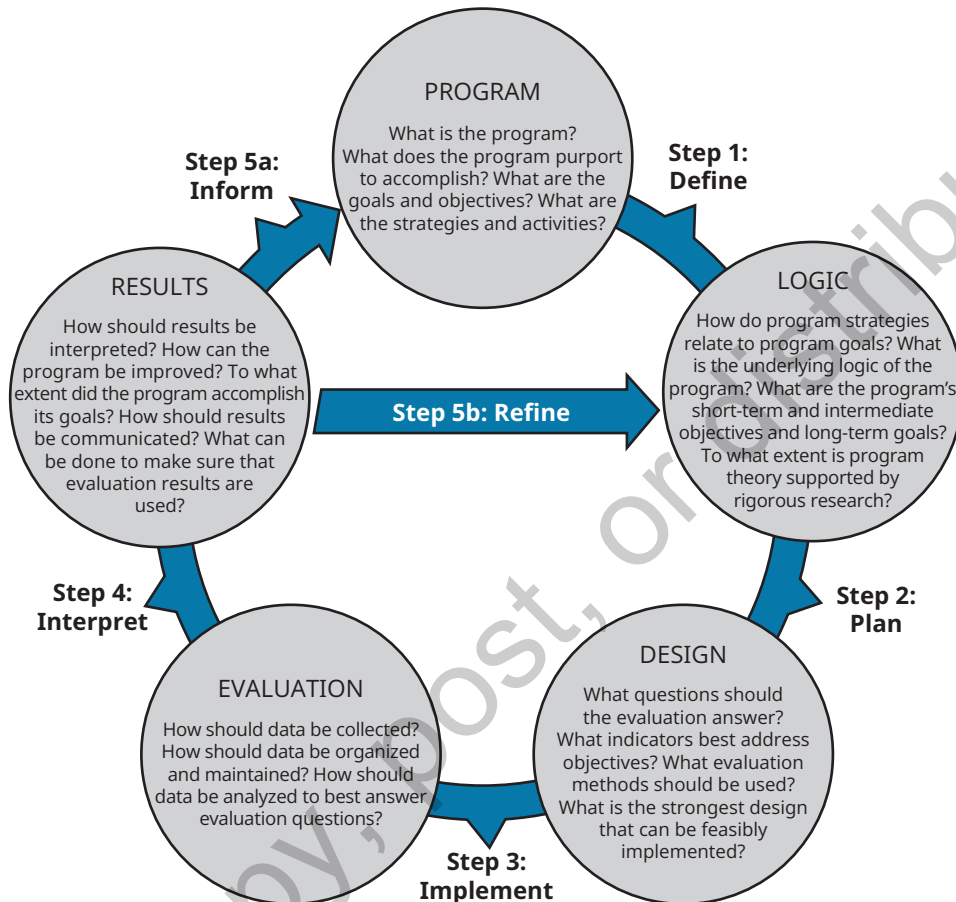 PROGRAM
What is the program?
What does the program purport
to accomplish? What are the
goals and objectives? What are
the strategies and activities?
Step 1:
Define
LOGIC
How do program strategies
relate to program goals? What
is the underlying logic of the
program? What are the program’s
short-term and intermediate
objectives and long-term goals?
To what extent is program
theory supported by
rigorous research?
Step 2:
Plan
DESIGN
What questions should
the evaluation answer?
What indicators best address
objectives? What evaluation
methods should be used?
What is the strongest design
that can be feasibly
implemented?
Step 3:
Implement
EVALUATION
How should data be collected?
How should data be organized
and maintained? How should
data be analyzed to best answer
evaluation questions?
Step 4:
Interpret
RESULTS
How should results be
interpreted? How can the
program be improved? To what
extent did the program accomplish
its goals? How should results
be communicated? What can
be done to make sure that
evaluation results are
used?
Step 5a:
Inform
Step 5b: Refine
post, or